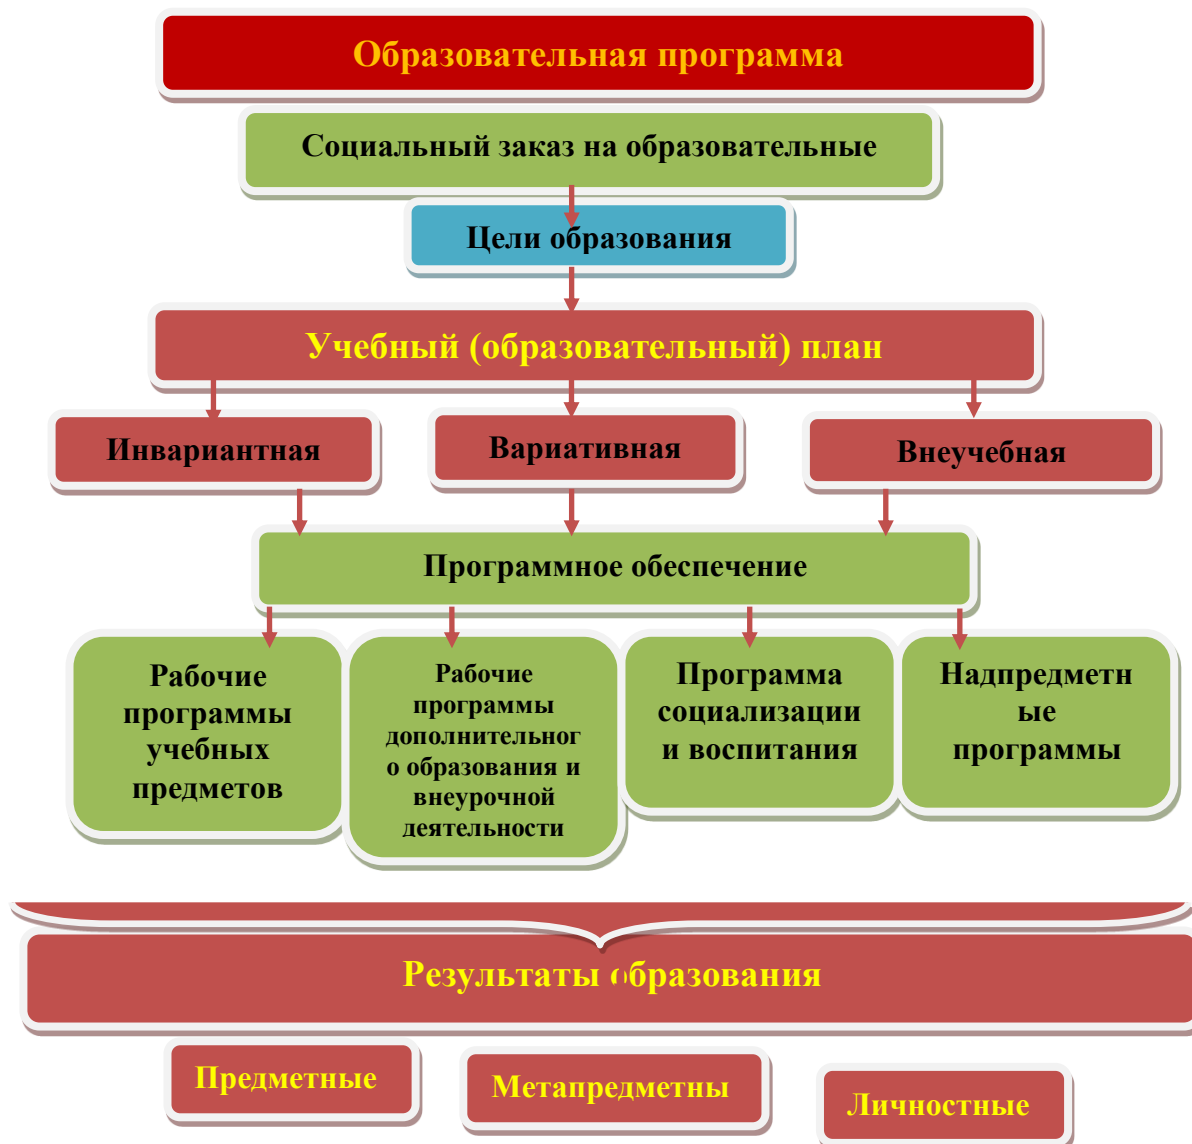 Образовательная программа
Социальный заказ на образовательные
Цели образования
Учебный (образовательный) план
Инвариантная
Вариативная
Внеучебная
Программное обеспечение
Рабочие
программы
учебных
предметов
Рабочие
программы
дополнительног
о образования и
внеурочной
деятельности
Программа
социализации
и воспитания
Надпредметн
ые
программы
Результаты образования
Предметные
Метапредметны
Личностные